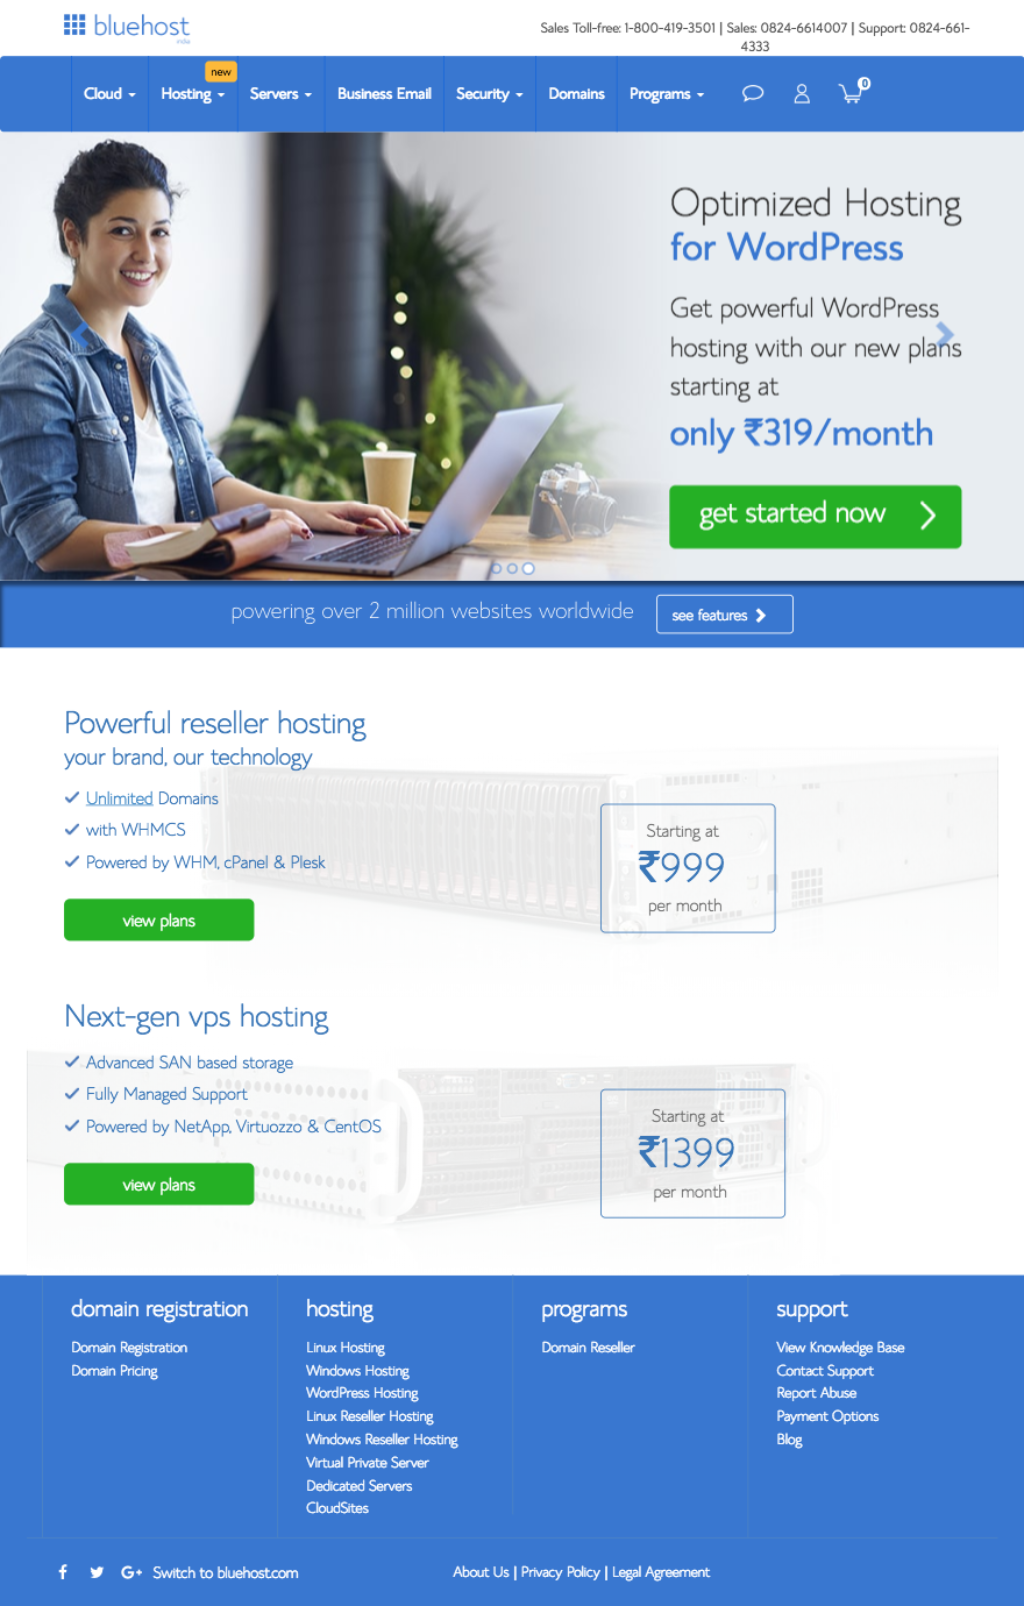 bluehost
india
Sales Toll-free: 1-800-419-3501 | Sales: 0824-6614007 | Support: 0824-661-
4333
new
Cloud Hosting Servers Business Email Security Domains Programs 0
Optimized Hosting
for WordPress
Get powerful WordPress
hosting with our new plans
starting at
only ₹319/month
get started now
powering over 2 million websites worldwide see features
Powerful reseller hosting
your brand, our technology
Unlimited Domains
with WHMCS
Powered by WHM, cPanel & Plesk
view plans
Starting at
₹999
per month
Next-gen vps hosting
Advanced SAN based storage
Fully Managed Support
Powered by NetApp, Virtuozzo & CentOS
view plans
Starting at
₹1399
per month
domain registration
Domain Registration
Domain Pricing
hosting
Linux Hosting
Windows Hosting
WordPress Hosting
Linux Reseller Hosting
Windows Reseller Hosting
Virtual Private Server
Dedicated Servers
CloudSites
programs
Domain Reseller
support
View Knowledge Base
Contact Support
Report Abuse
Payment Options
Blog
Switch to bluehost.com
About Us | Privacy Policy | Legal Agreement